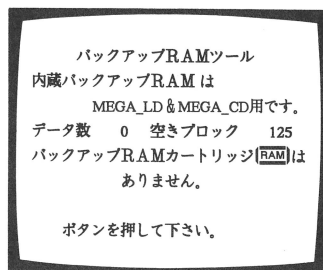 バックアップRAMツール
内蔵バックアップRAM は
MEGA_LD&MEGA_CD用です。
データ数 0 空きブロック 125
バックアップRAMカートリッジ(RAM)は
ありません。
ボタンを押して下さい。